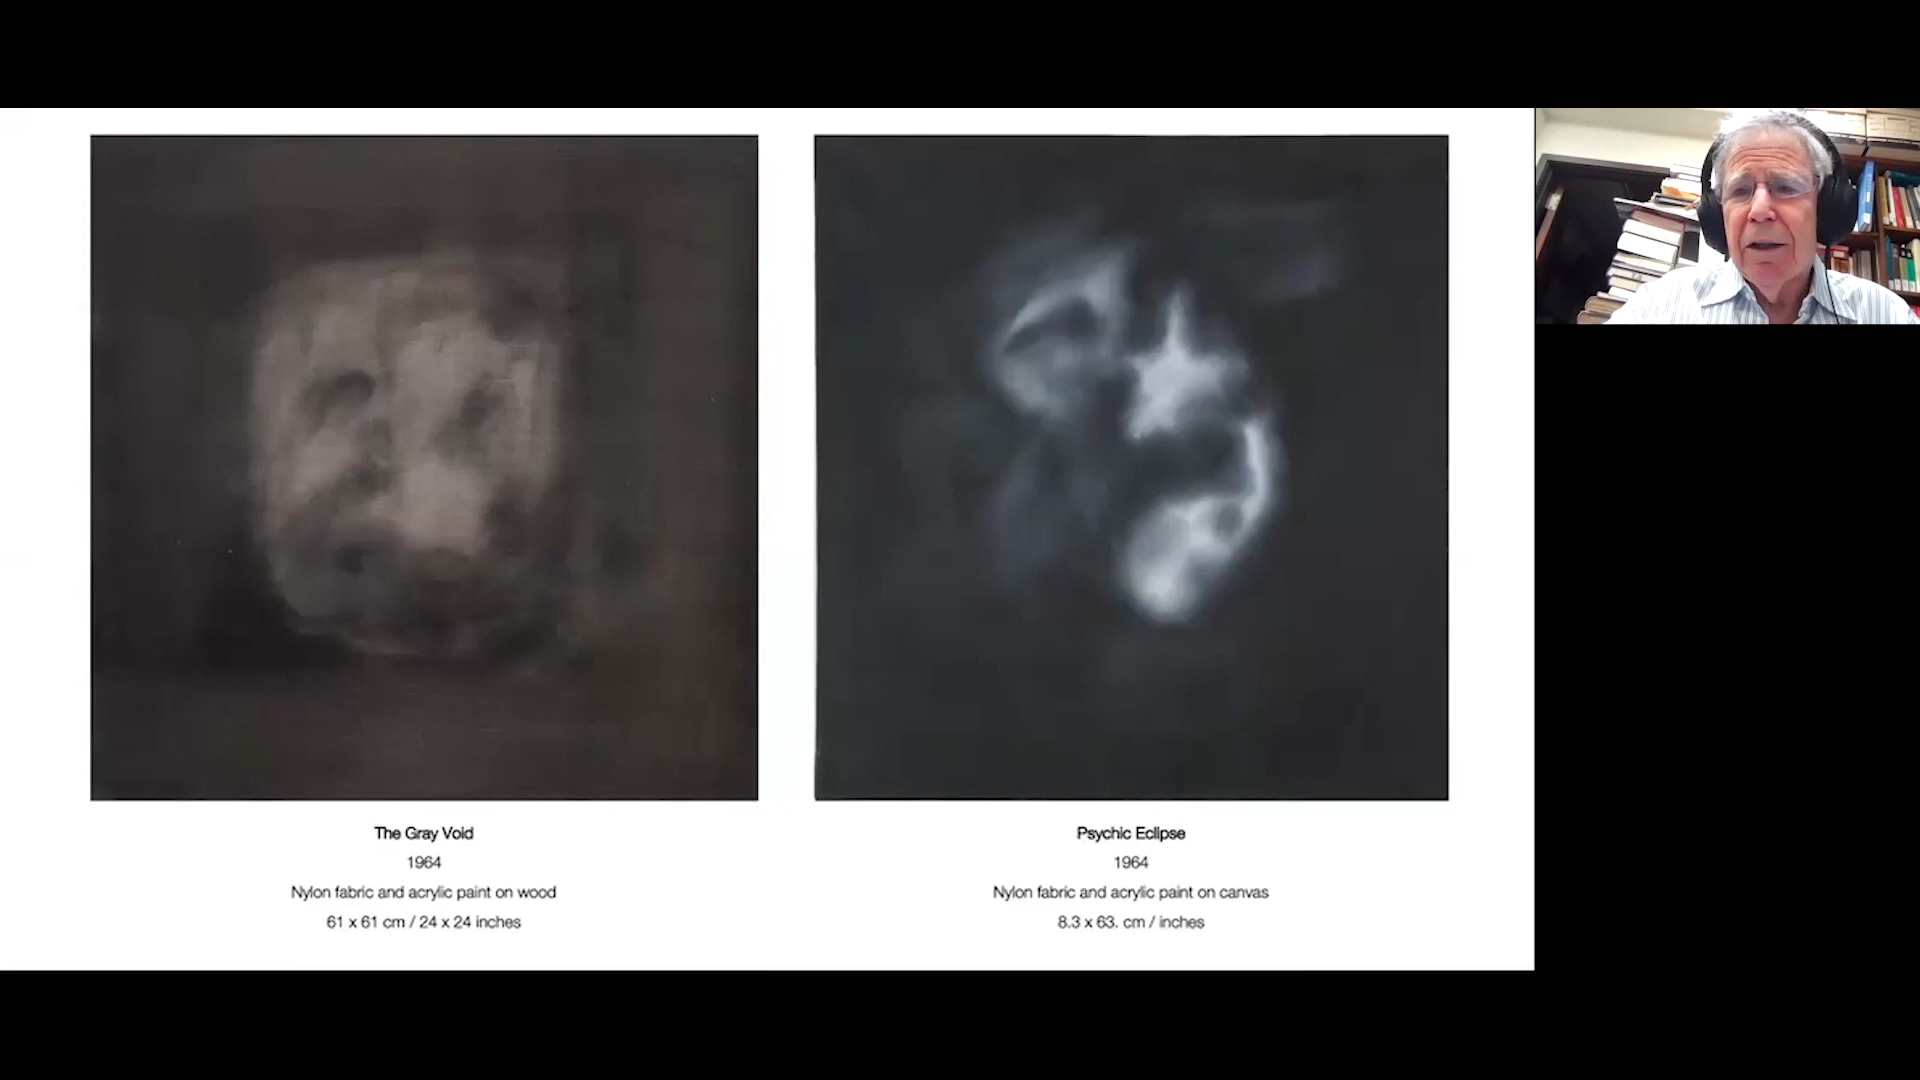 The Gray Void
1964
Nylon fabric and acrylic paint on wood
61 x 61 cm / 24 x 24 inches
Psychic Eclipse
1964
Nylon fabric and acrylic paint on canvas
8.3 x 63. cm / inches